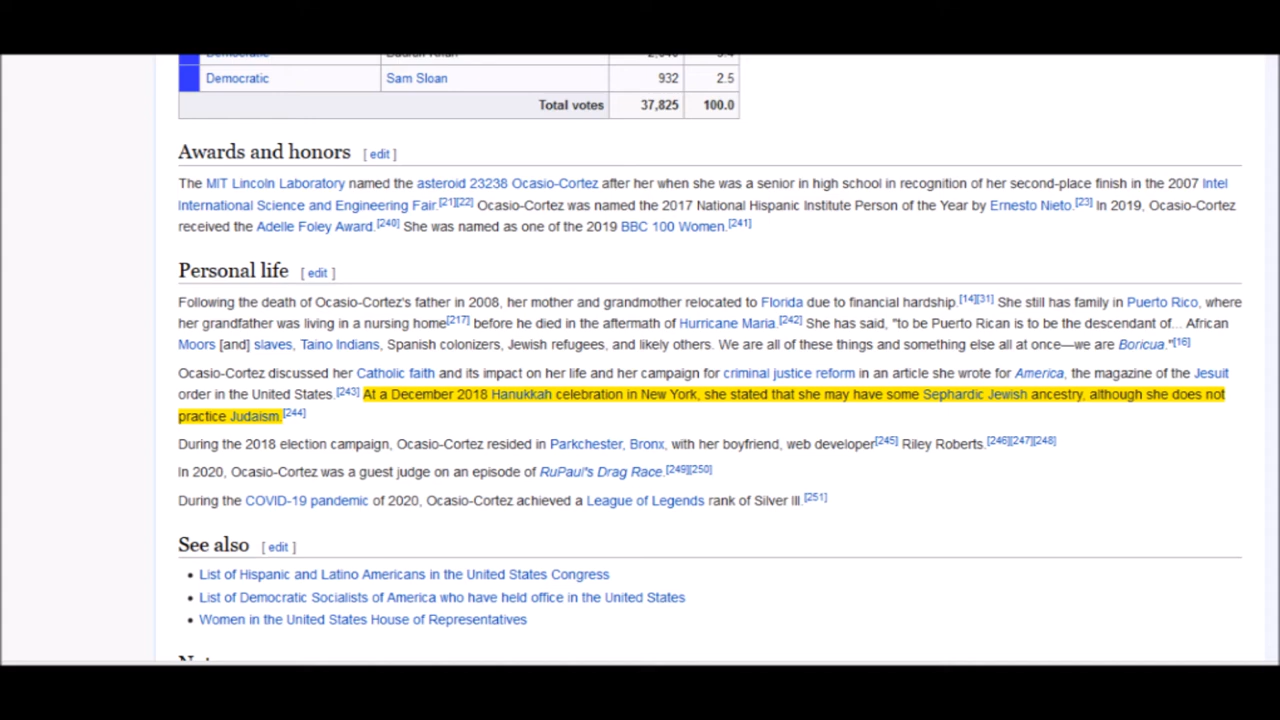 Democratic Sam Sloan 932 2.5
Total votes 37,825 100.0
Awards and honors [ edit ]
The MIT Lincoln Laboratory named the asteroid 23238 Ocasio-Cortez after her when she was a senior in high school in recognition of her second-place finish in the 2007 Intel
International Science and Engineering Fair.[21][22] Ocasio-Cortez was named the 2017 National Hispanic Institute Person of the Year by Ernesto Nieto.[23] In 2019, Ocasio-Cortez
received the Adelle Foley Award.[240] She was named as one of the 2019 BBC 100 Women.[241]
Personal life [ edit ]
Following the death of Ocasio-Cortez's father in 2008, her mother and grandmother relocated to Florida due to financial hardship.[14][31] She still has family in Puerto Rico, where
her grandfather was living in a nursing home[217] before he died in the aftermath of Hurricane Maria.[242] She has said, "to be Puerto Rican is to be the descendant of... African
Moors [and] slaves, Taino Indians, Spanish colonizers, Jewish refugees, and likely others. We are all of these things and something else all at once—we are Boricua."[16]
Ocasio-Cortez discussed her Catholic faith and its impact on her life and her campaign for criminal justice reform in an article she wrote for America, the magazine of the Jesuit
order in the United States.[243] At a December 2018 Hanukkah celebration in New York, she stated that she may have some Sephardic Jewish ancestry, although she does not
practice Judaism.[244]
During the 2018 election campaign, Ocasio-Cortez resided in Parkchester, Bronx, with her boyfriend, web developer[245] Riley Roberts.[246][247][248]
In 2020, Ocasio-Cortez was a guest judge on an episode of RuPaul's Drag Race.[249][250]
During the COVID-19 pandemic of 2020, Ocasio-Cortez achieved a League of Legends rank of Silver III.[251]
See also [ edit ]
• List of Hispanic and Latino Americans in the United States Congress
• List of Democratic Socialists of America who have held office in the United States
• Women in the United States House of Representatives